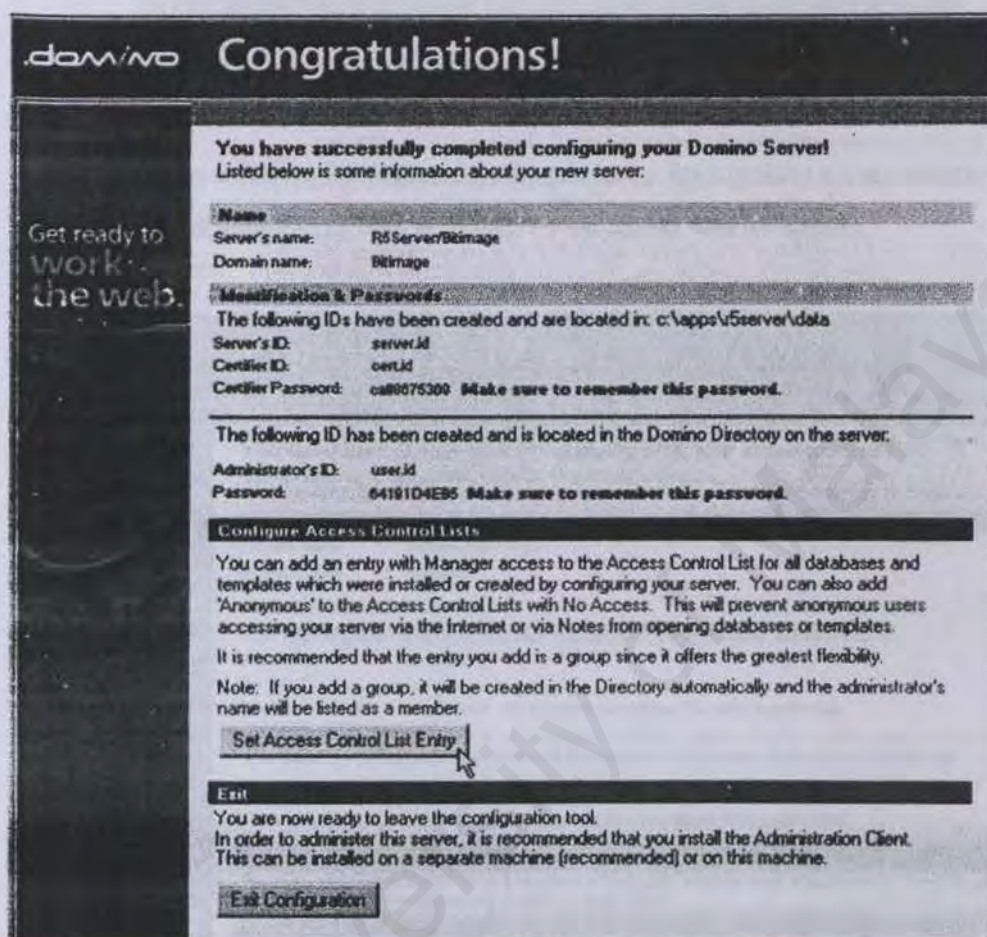 .domino
Congratulations!
You have successfully completed configuring your Domino Server!
Listed below is some information about your new server:
Get ready to
work
the web.
Name
Server's name: R5Server/Bitimage
Domain name: Bitimage
Identification & Passwords
The following IDs have been created and are located in: c:\apps\r5server\data
Server's ID: server.id
Certifier ID: cert.id
Certifier Password: Make sure to remember this password.
The following ID has been created and is located in the Domino Directory on the server:
Administrator's ID: user.id
Password: 64191D4EB5 Make sure to remember this password.
Configure Access Control Lists
You can add an entry with Manager access to the Access Control List for all databases and
templates which were installed or created by configuring your server. You can also add
'Anonymous' to the Access Control Lists with No Access. This will prevent anonymous users
accessing your server via the Internet or via Notes from opening databases or templates.
It is recommended that the entry you add is a group since it offers the greatest flexibility.
Note: If you add a group, it will be created in the Directory automatically and the administrator's
name will be listed as a member.
Set Access Control List Entry
Exit
You are now ready to leave the configuration tool.
In order to administer this server, it is recommended that you install the Administration Client.
This can be installed on a separate machine (recommended) or on this machine.
Exit Configuration